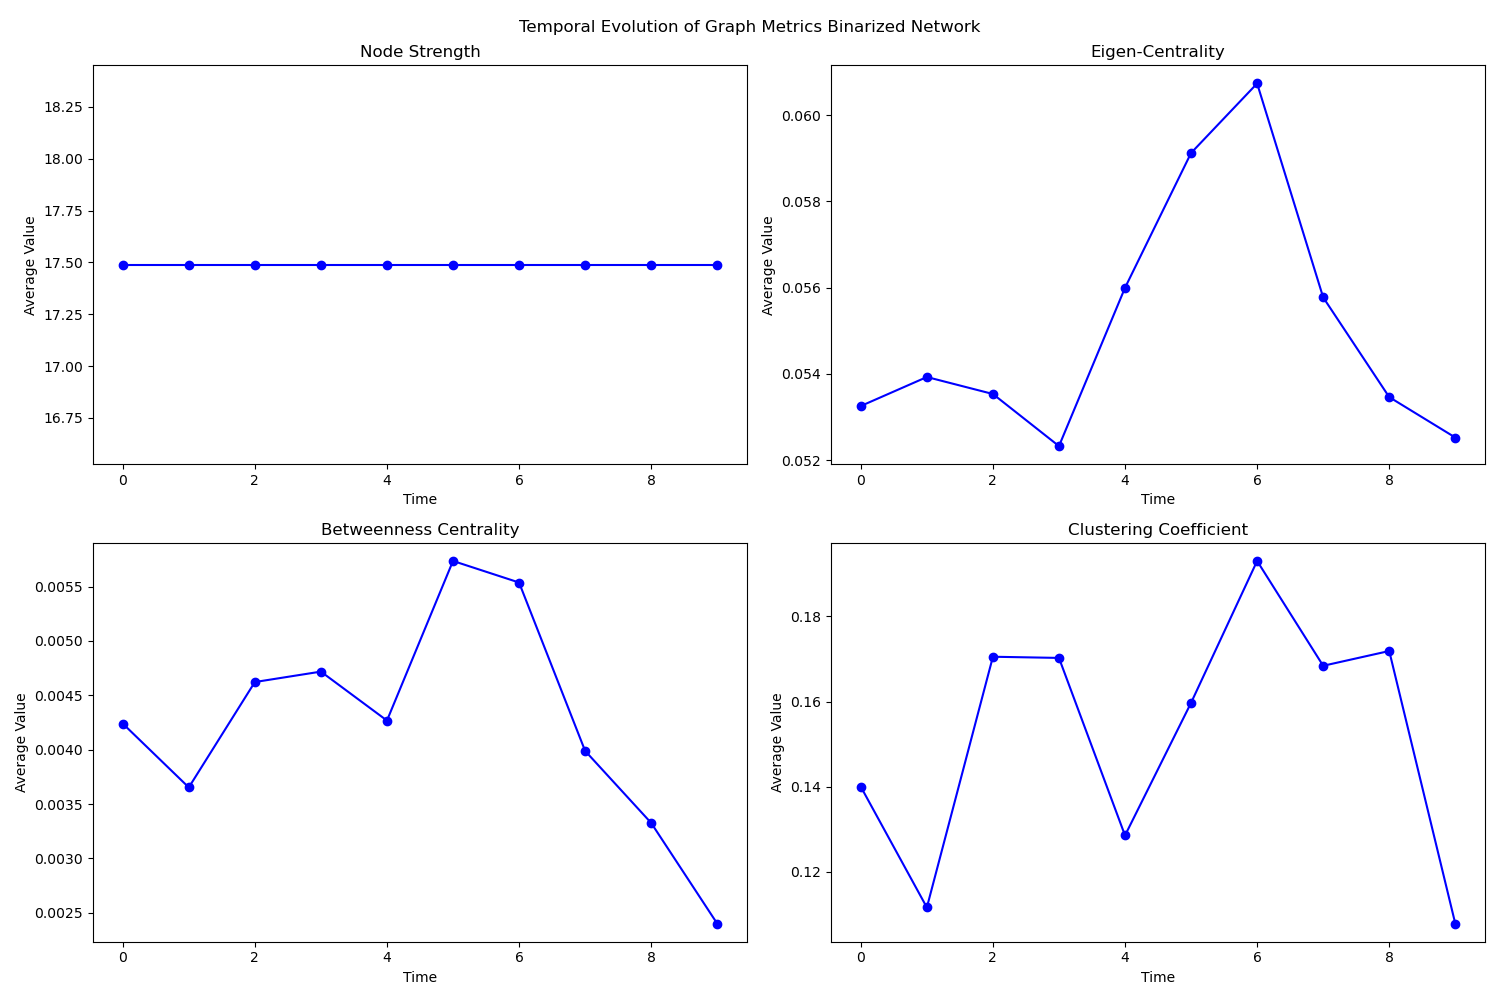 Temporal Evolution of Graph Metrics Binarized Network
Node Strength
Average Value
18.25
18.00
17.75
17.50
17.25
17.00
16.75
0 2 4 6 8
Time
Eigen-Centrality
Average Value
0.060
0.058
0.056
0.054
0.052
0 2 4 6 8
Time
Betweenness Centrality
Average Value
0.0055
0.0050
0.0045
0.0040
0.0035
0.0030
0.0025
0 2 4 6 8
Time
Clustering Coefficient
Average Value
0.18
0.16
0.14
0.12
0 2 4 6 8
Time